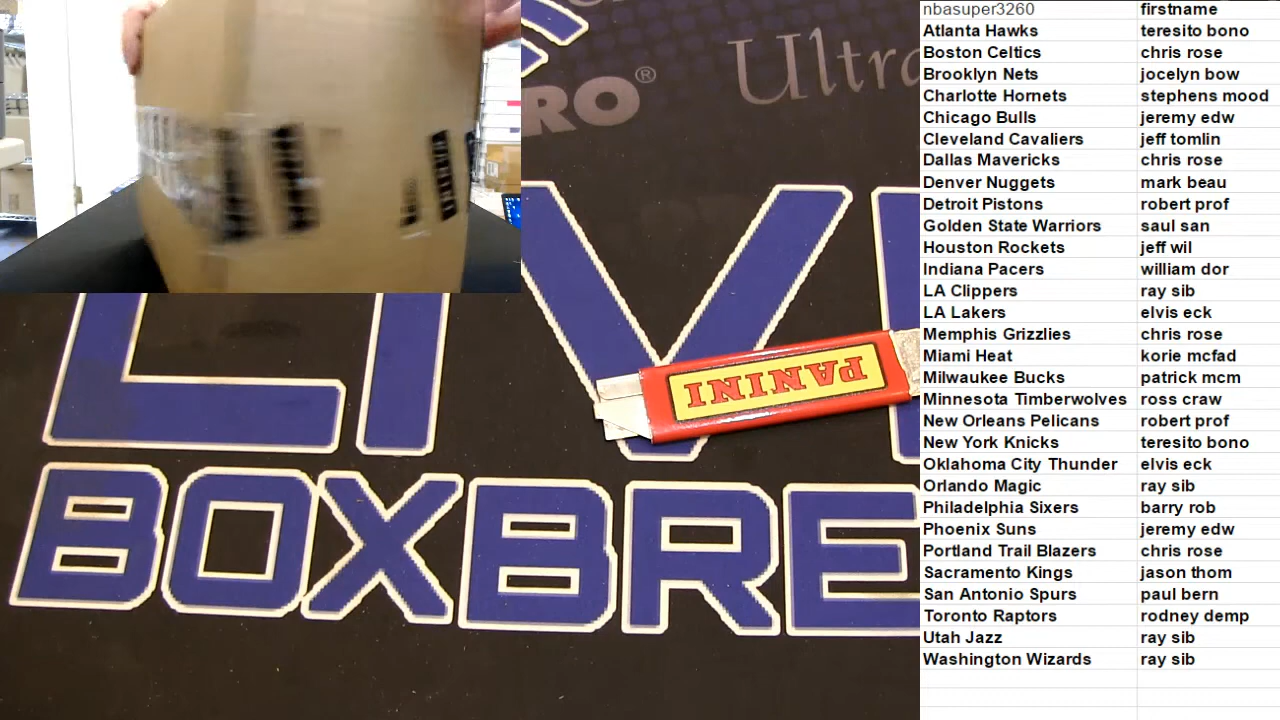 Ultra
RO®
LIV
PANINI
BOXBRE
nbasuper3260 firstname
Atlanta Hawks teresito bono
Boston Celtics chris rose
Brooklyn Nets jocelyn bow
Charlotte Hornets stephens mood
Chicago Bulls jeremy edw
Cleveland Cavaliers jeff tomlin
Dallas Mavericks chris rose
Denver Nuggets mark beau
Detroit Pistons robert prof
Golden State Warriors saul san
Houston Rockets jeff wil
Indiana Pacers william dor
LA Clippers ray sib
LA Lakers elvis eck
Memphis Grizzlies chris rose
Miami Heat korie mcfad
Milwaukee Bucks patrick mcm
Minnesota Timberwolves ross craw
New Orleans Pelicans robert prof
New York Knicks teresito bono
Oklahoma City Thunder elvis eck
Orlando Magic ray sib
Philadelphia Sixers barry rob
Phoenix Suns jeremy edw
Portland Trail Blazers chris rose
Sacramento Kings jason thom
San Antonio Spurs paul bern
Toronto Raptors rodney demp
Utah Jazz ray sib
Washington Wizards ray sib